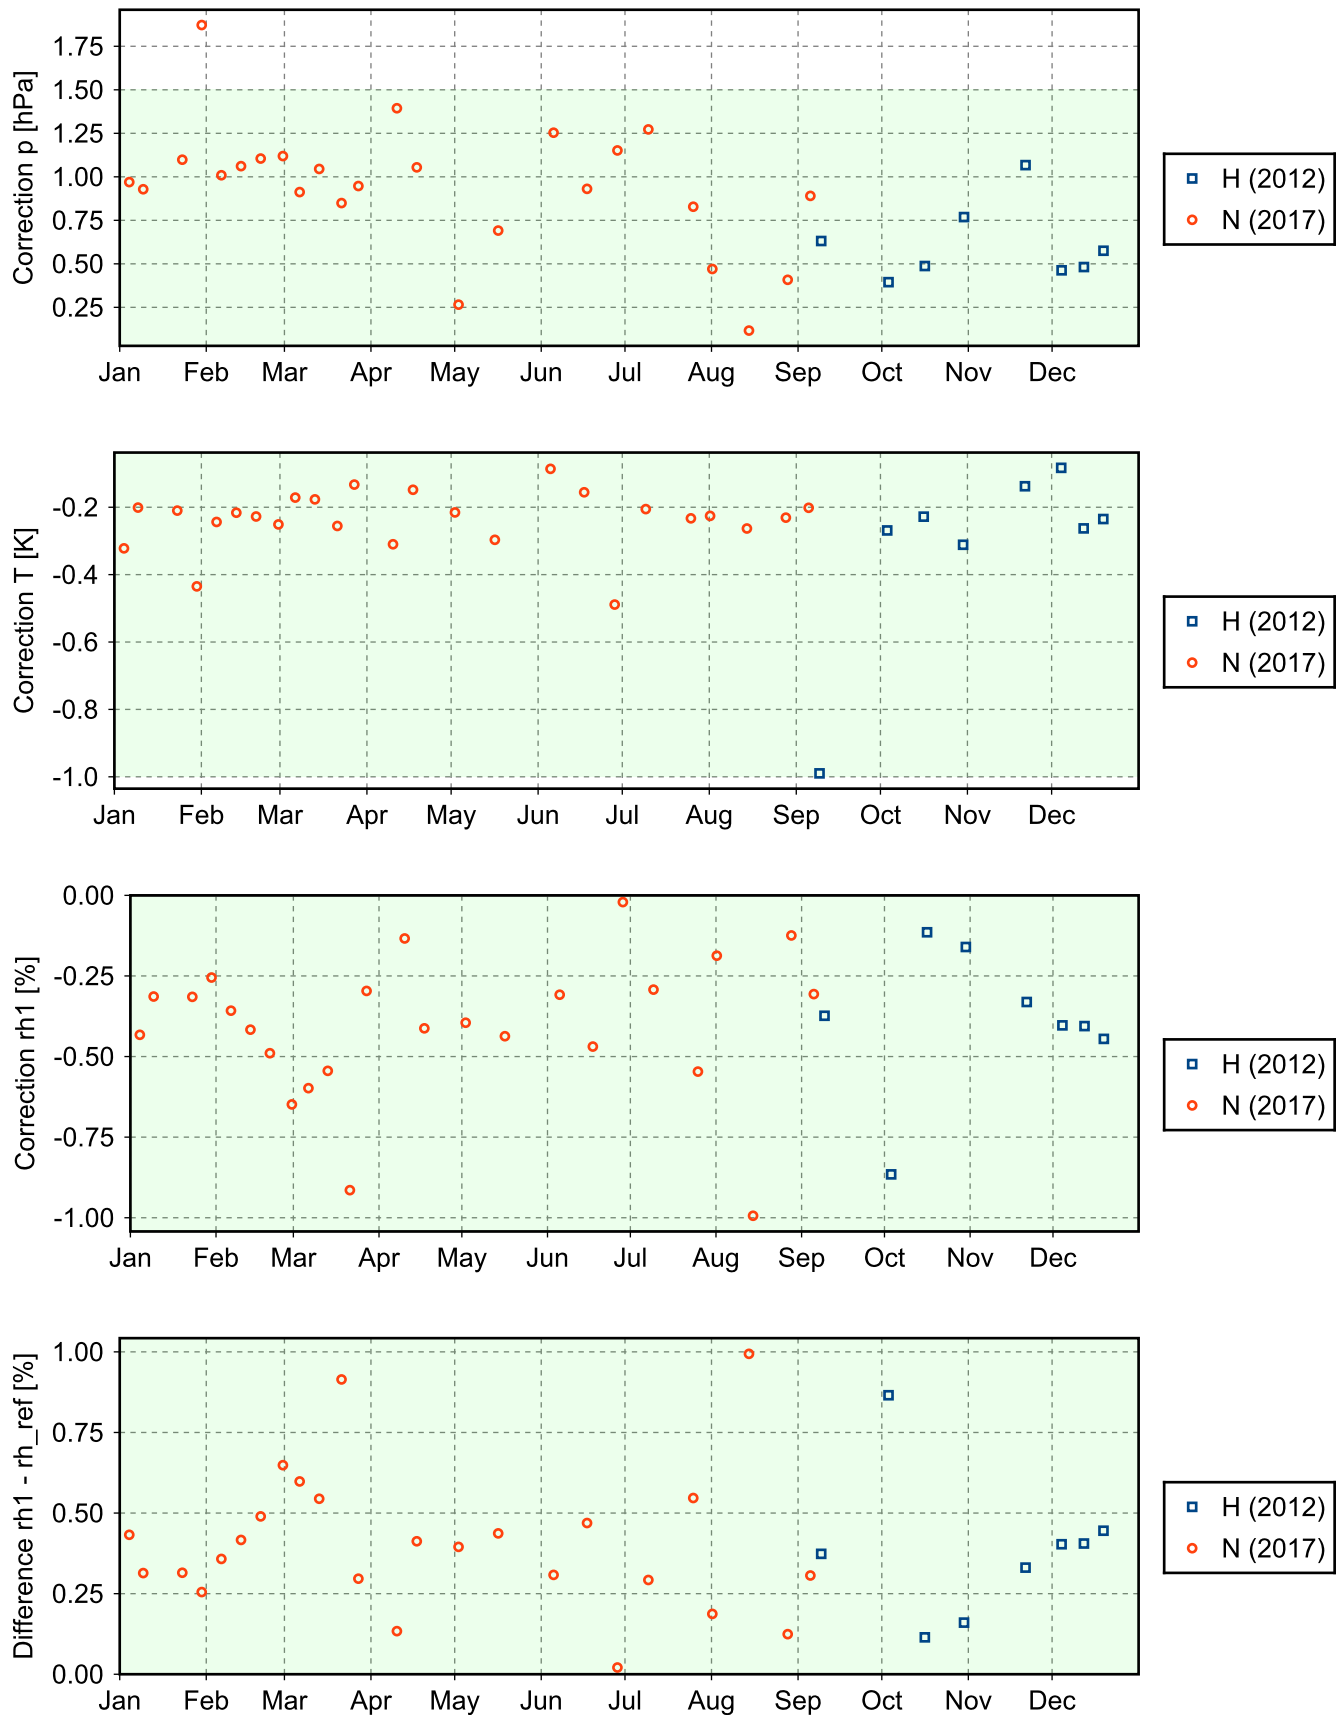 Correction p [hPa]
1.75
1.50
1.25
1.00
0.75
0.50
0.25
Jan Feb Mar Apr May Jun Jul Aug Sep Oct Nov Dec
H (2012)
N (2017)
Correction T [K]
-0.2
-0.4
-0.6
-0.8
-1.0
Jan Feb Mar Apr May Jun Jul Aug Sep Oct Nov Dec
H (2012)
N (2017)
Correction rh1 [%]
0.00
-0.25
-0.50
-0.75
-1.00
Jan Feb Mar Apr May Jun Jul Aug Sep Oct Nov Dec
H (2012)
N (2017)
Difference rh1 - rh_ref [%]
1.00
0.75
0.50
0.25
0.00
Jan Feb Mar Apr May Jun Jul Aug Sep Oct Nov Dec
H (2012)
N (2017)